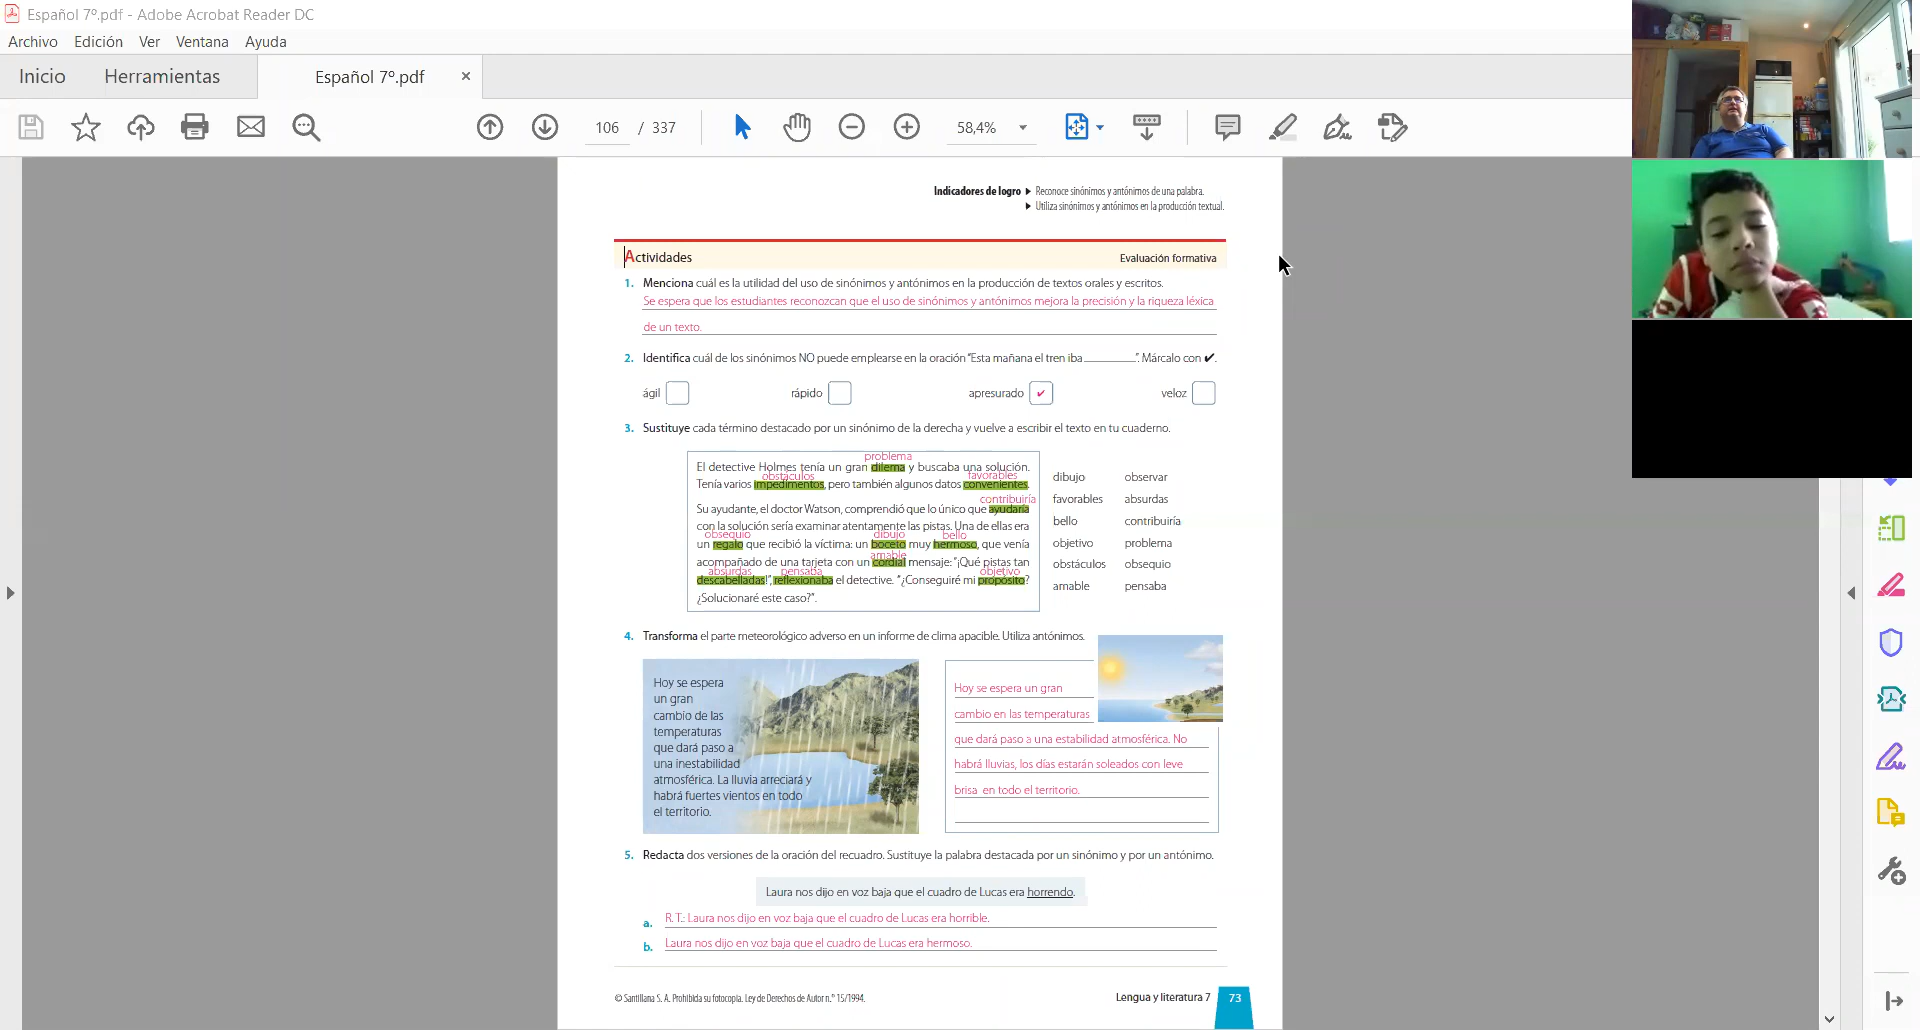 Español 7º.pdf - Adobe Acrobat Reader DC
Archivo Edición Ver Ventana Ayuda
Inicio Herramientas Español 7º.pdf ×
106 / 337 58,4%
Indicadores de logro ▶ Reconoce sinónimos y antónimos de una palabra.
▶ Utiliza sinónimos y antónimos en la producción textual.
Actividades Evaluación formativa
1. Menciona cuál es la utilidad del uso de sinónimos y antónimos en la producción de textos orales y escritos.
Se espera que los estudiantes reconozcan que el uso de sinónimos y antónimos mejora la precisión y la riqueza léxica
de un texto.
2. Identifica cuál de los sinónimos NO puede emplearse en la oración “Esta mañana el tren iba ________”. Márcalo con ✔.
ágil rápido apresurado ✔ veloz
3. Sustituye cada término destacado por un sinónimo de la derecha y vuelve a escribir el texto en tu cuaderno.
problema
El detective Holmes tenía un gran dilema y buscaba una solución.
obstáculos favorables
Tenía varios impedimentos, pero también algunos datos convenientes.
contribuiría
Su ayudante, el doctor Watson, comprendió que lo único que ayudaría
con la solución sería examinar atentamente las pistas. Una de ellas era
obsequio dibujo bello
un regalo que recibió la víctima: un boceto muy hermoso, que venía
amable
acompañado de una tarjeta con un cordial mensaje: “¡Qué pistas tan
absurdas pensaba objetivo
descabelladas!”, reflexionaba el detective. “¿Conseguiré mi propósito?
¿Solucionaré este caso?”.
dibujo observar
favorables absurdas
bello contribuiría
objetivo problema
obstáculos obsequio
amable pensaba
4. Transforma el parte meteorológico adverso en un informe de clima apacible. Utiliza antónimos.
Hoy se espera
un gran
cambio de las
temperaturas
que dará paso a
una inestabilidad
atmosférica. La lluvia arreciará y
habrá fuertes vientos en todo
el territorio.
Hoy se espera un gran
cambio en las temperaturas
que dará paso a una estabilidad atmosférica. No
habrá lluvias, los días estarán soleados con leve
brisa en todo el territorio.
5. Redacta dos versiones de la oración del recuadro. Sustituye la palabra destacada por un sinónimo y por un antónimo.
Laura nos dijo en voz baja que el cuadro de Lucas era horrendo.
a. R. T.: Laura nos dijo en voz baja que el cuadro de Lucas era horrible.
b. Laura nos dijo en voz baja que el cuadro de Lucas era hermoso.
© Santillana S. A. Prohibida su fotocopia. Ley de Derechos de Autor n.° 15/1994. Lengua y literatura 7 73